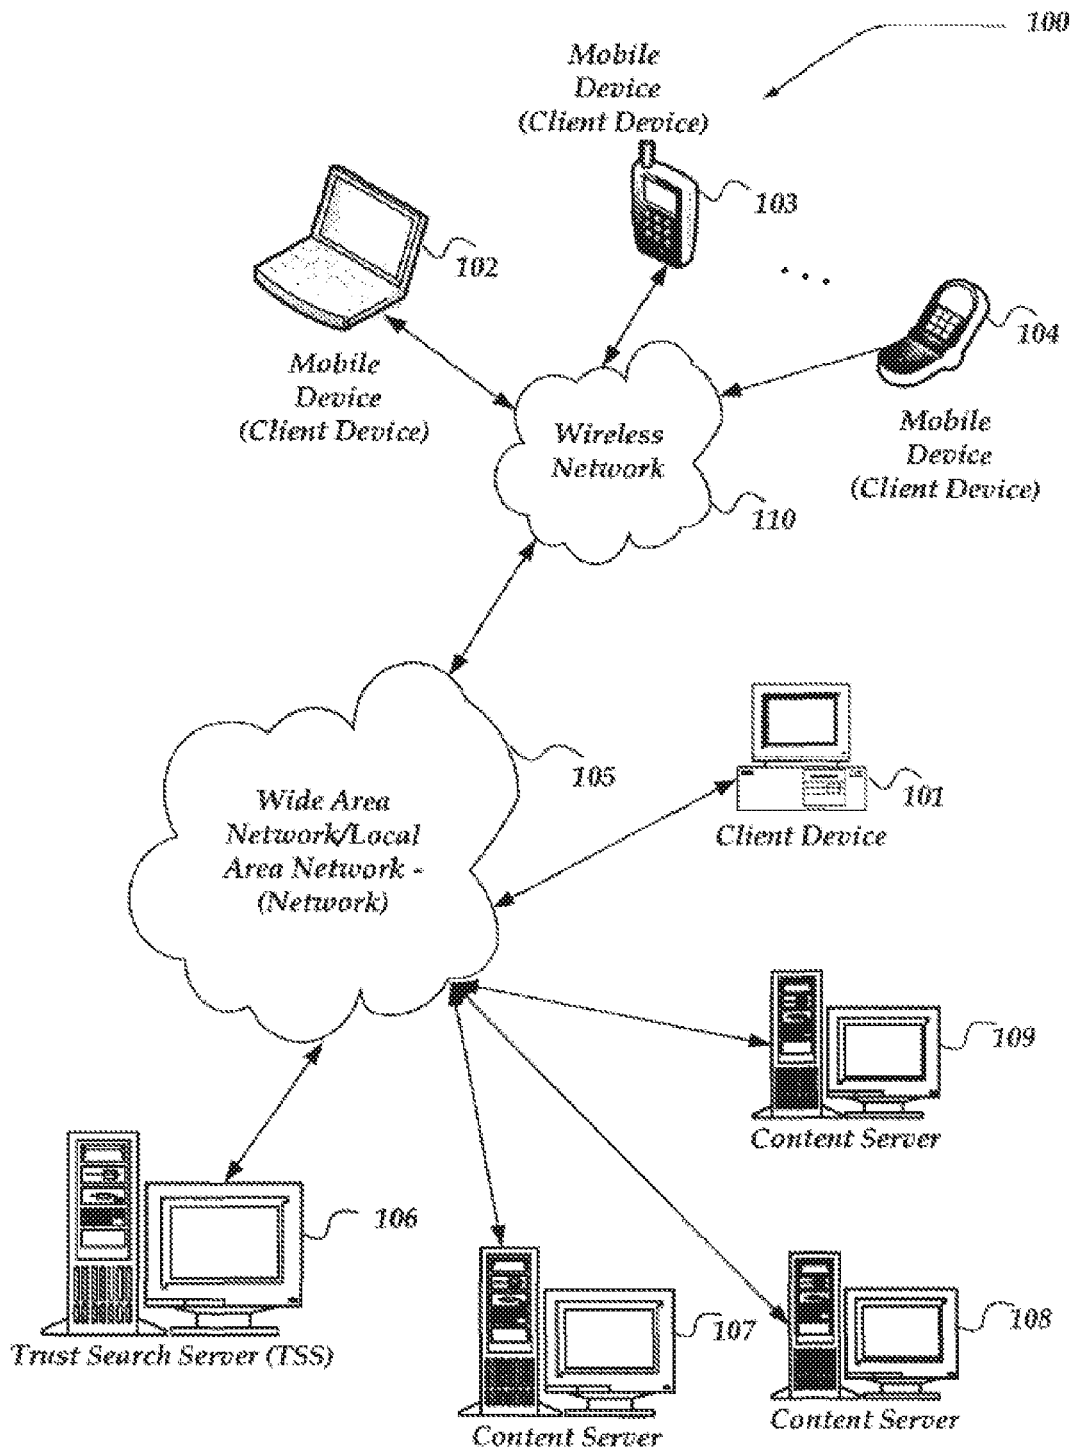 100
Mobile
Device
(Client Device)
103
102
104
Mobile
Device
(Client Device)
Wireless
Network
Mobile
Device
(Client Device)
110
105
Wide Area
Network/Local
Area Network -
(Network)
101
Client Device
109
Content Server
106
Trust Search Server (TSS)
107
Content Server
108
Content Server